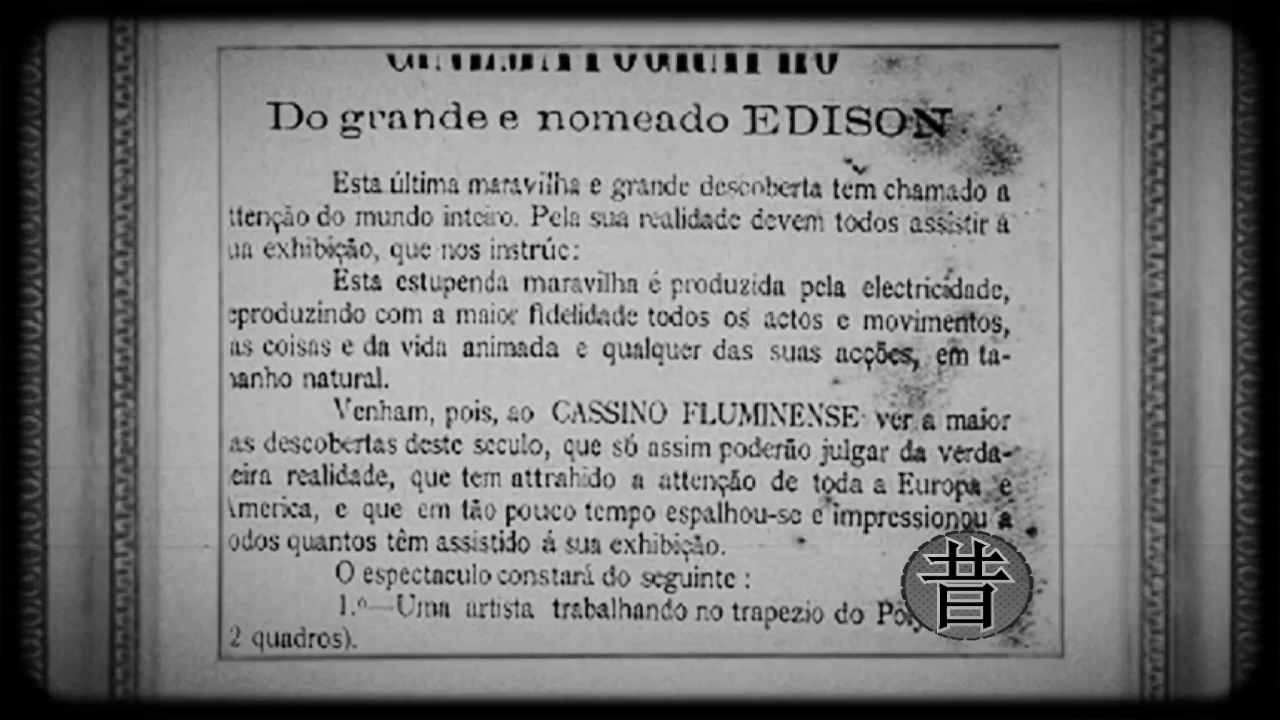 Do grande e nomeado EDISON
Esta última maravilha e grande descoberta tem chamado a
ttenção do mundo inteiro. Pela sua realidade devem todos assistir á
ua exhibição, que nos instrúe:
Esta estupenda maravilha é produzida pela electricidade,
eproduzindo com a maior fidelidade todos os actos e movimentos,
as coisas e da vida animada e qualquer das suas acções, em ta-
anho natural.
Venham, pois, ao CASSINO FLUMINENSE ver a maior
as descobertas deste seculo, que só assim poderão julgar da verda-
eira realidade, que tem attrahido a attenção de toda a Europa e
America, e que em tão pouco tempo espalhou-se e impressionou a
odos quantos têm assistido á sua exhibição.
O espectaculo constará do seguinte :
1.º—Uma artista trabalhando no trapezio do
2 quadros).
昔